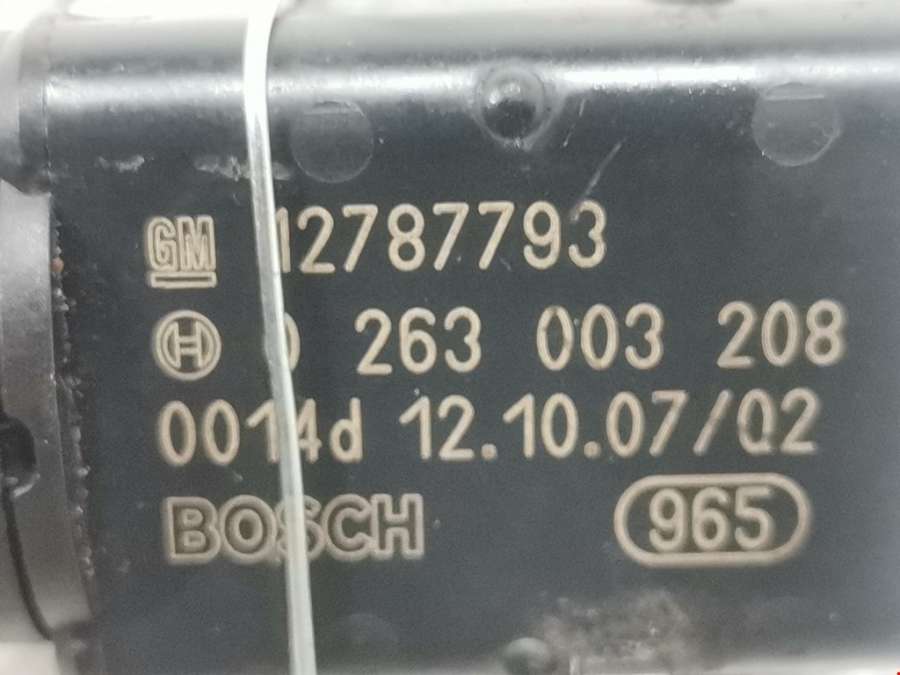 GM 12787793
0 263 003 208
0014d 12.10.07/02
BOSCH 965